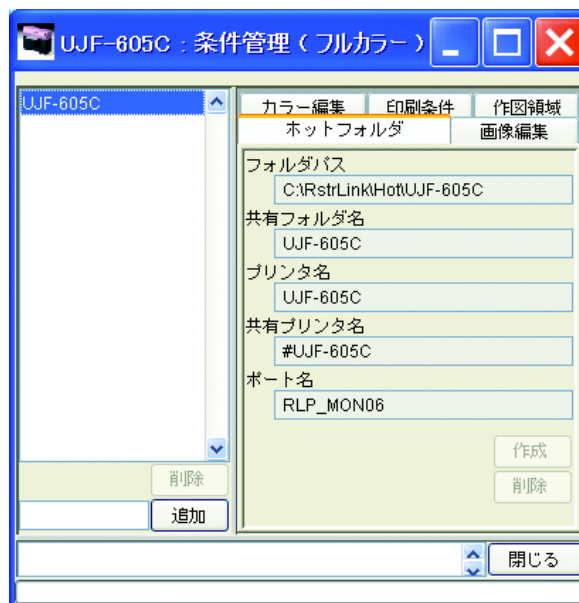 UJF-605C : 条件管理 ( フルカラー )
UJF-605C
カラー編集 印刷条件 作図領域
ホットフォルダ 画像編集
フォルダパス
C:\RstrLink\Hot\UJF-605C
共有フォルダ名
UJF-605C
プリンタ名
UJF-605C
共有プリンタ名
#UJF-605C
ポート名
RLP_MON06
作成
削除
削除
追加
閉じる